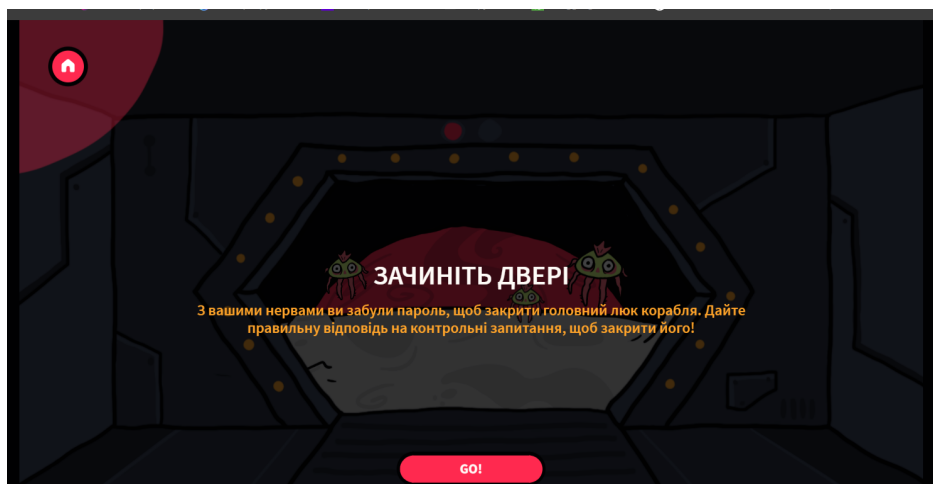 ЗАЧИНІТЬ ДВЕРІ
З вашими нервами ви забули пароль, щоб закрити головний люк корабля. Дайте
правильну відповідь на контрольні запитання, щоб закрити його!
GO!